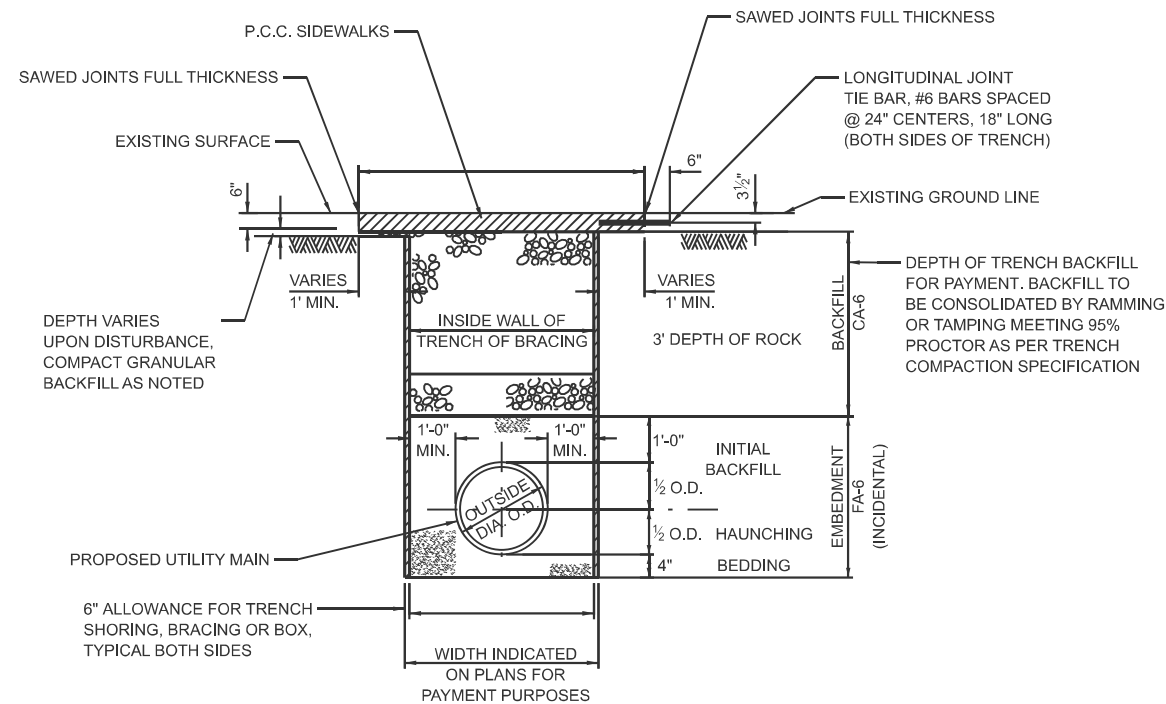 SAWED JOINTS FULL THICKNESS
P.C.C. SIDEWALKS
SAWED JOINTS FULL THICKNESS
LONGITUDINAL JOINT
TIE BAR, #6 BARS SPACED
@ 24" CENTERS, 18" LONG
(BOTH SIDES OF TRENCH)
EXISTING SURFACE
6"
6"
3½"
EXISTING GROUND LINE
VARIES
1' MIN.
VARIES
1' MIN.
DEPTH VARIES
UPON DISTURBANCE,
COMPACT GRANULAR
BACKFILL AS NOTED
INSIDE WALL OF
TRENCH OF BRACING
3' DEPTH OF ROCK
BACKFILL
CA-6
DEPTH OF TRENCH BACKFILL
FOR PAYMENT. BACKFILL TO
BE CONSOLIDATED BY RAMMING
OR TAMPING MEETING 95%
PROCTOR AS PER TRENCH
COMPACTION SPECIFICATION
1'-0"
MIN.
1'-0"
MIN.
1'-0"
INITIAL
BACKFILL
½ O.D.
OUTSIDE
DIA. O.D.
½ O.D.
HAUNCHING
4"
BEDDING
EMBEDMENT
FA-6
(INCIDENTAL)
PROPOSED UTILITY MAIN
6" ALLOWANCE FOR TRENCH
SHORING, BRACING OR BOX,
TYPICAL BOTH SIDES
WIDTH INDICATED
ON PLANS FOR
PAYMENT PURPOSES